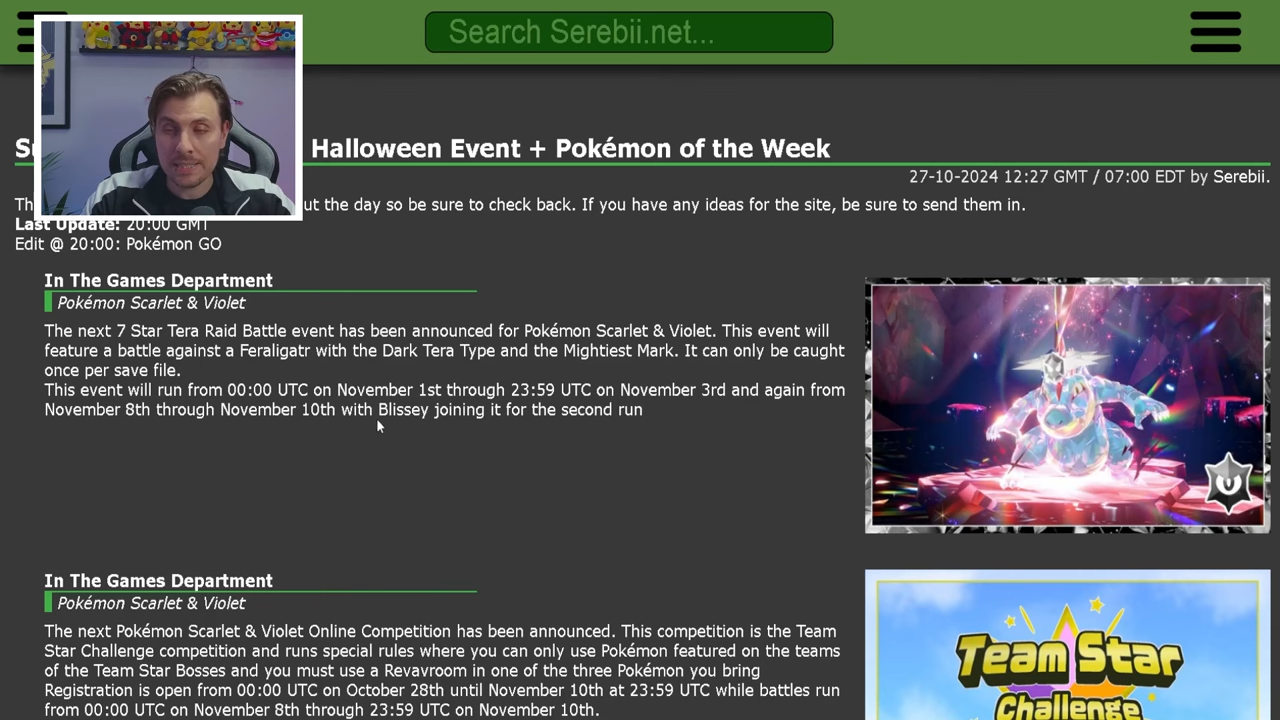 Search Serebii.net...
Halloween Event + Pokémon of the Week
27-10-2024 12:27 GMT / 07:00 EDT by Serebii.
ut the day so be sure to check back. If you have any ideas for the site, be sure to send them in.
Last Update: 20:00 GMT
Edit @ 20:00: Pokémon GO
In The Games Department
Pokémon Scarlet & Violet
The next 7 Star Tera Raid Battle event has been announced for Pokémon Scarlet & Violet. This event will
feature a battle against a Feraligatr with the Dark Tera Type and the Mightiest Mark. It can only be caught
once per save file.
This event will run from 00:00 UTC on November 1st through 23:59 UTC on November 3rd and again from
November 8th through November 10th with Blissey joining it for the second run
In The Games Department
Pokémon Scarlet & Violet
The next Pokémon Scarlet & Violet Online Competition has been announced. This competition is the Team
Star Challenge competition and runs special rules where you can only use Pokémon featured on the teams
of the Team Star Bosses and you must use a Revavroom in one of the three Pokémon you bring
Registration is open from 00:00 UTC on October 28th until November 10th at 23:59 UTC while battles run
from 00:00 UTC on November 8th through 23:59 UTC on November 10th.
Team Star
Challenge